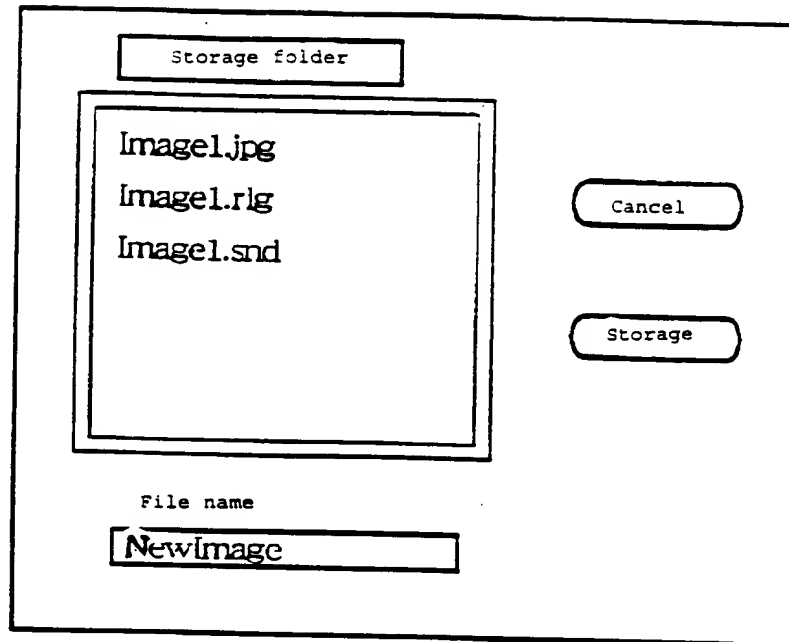 Storage folder
Image1.jpg
Image1.rlg
Image1.snd
Cancel
Storage
File name
NewImage